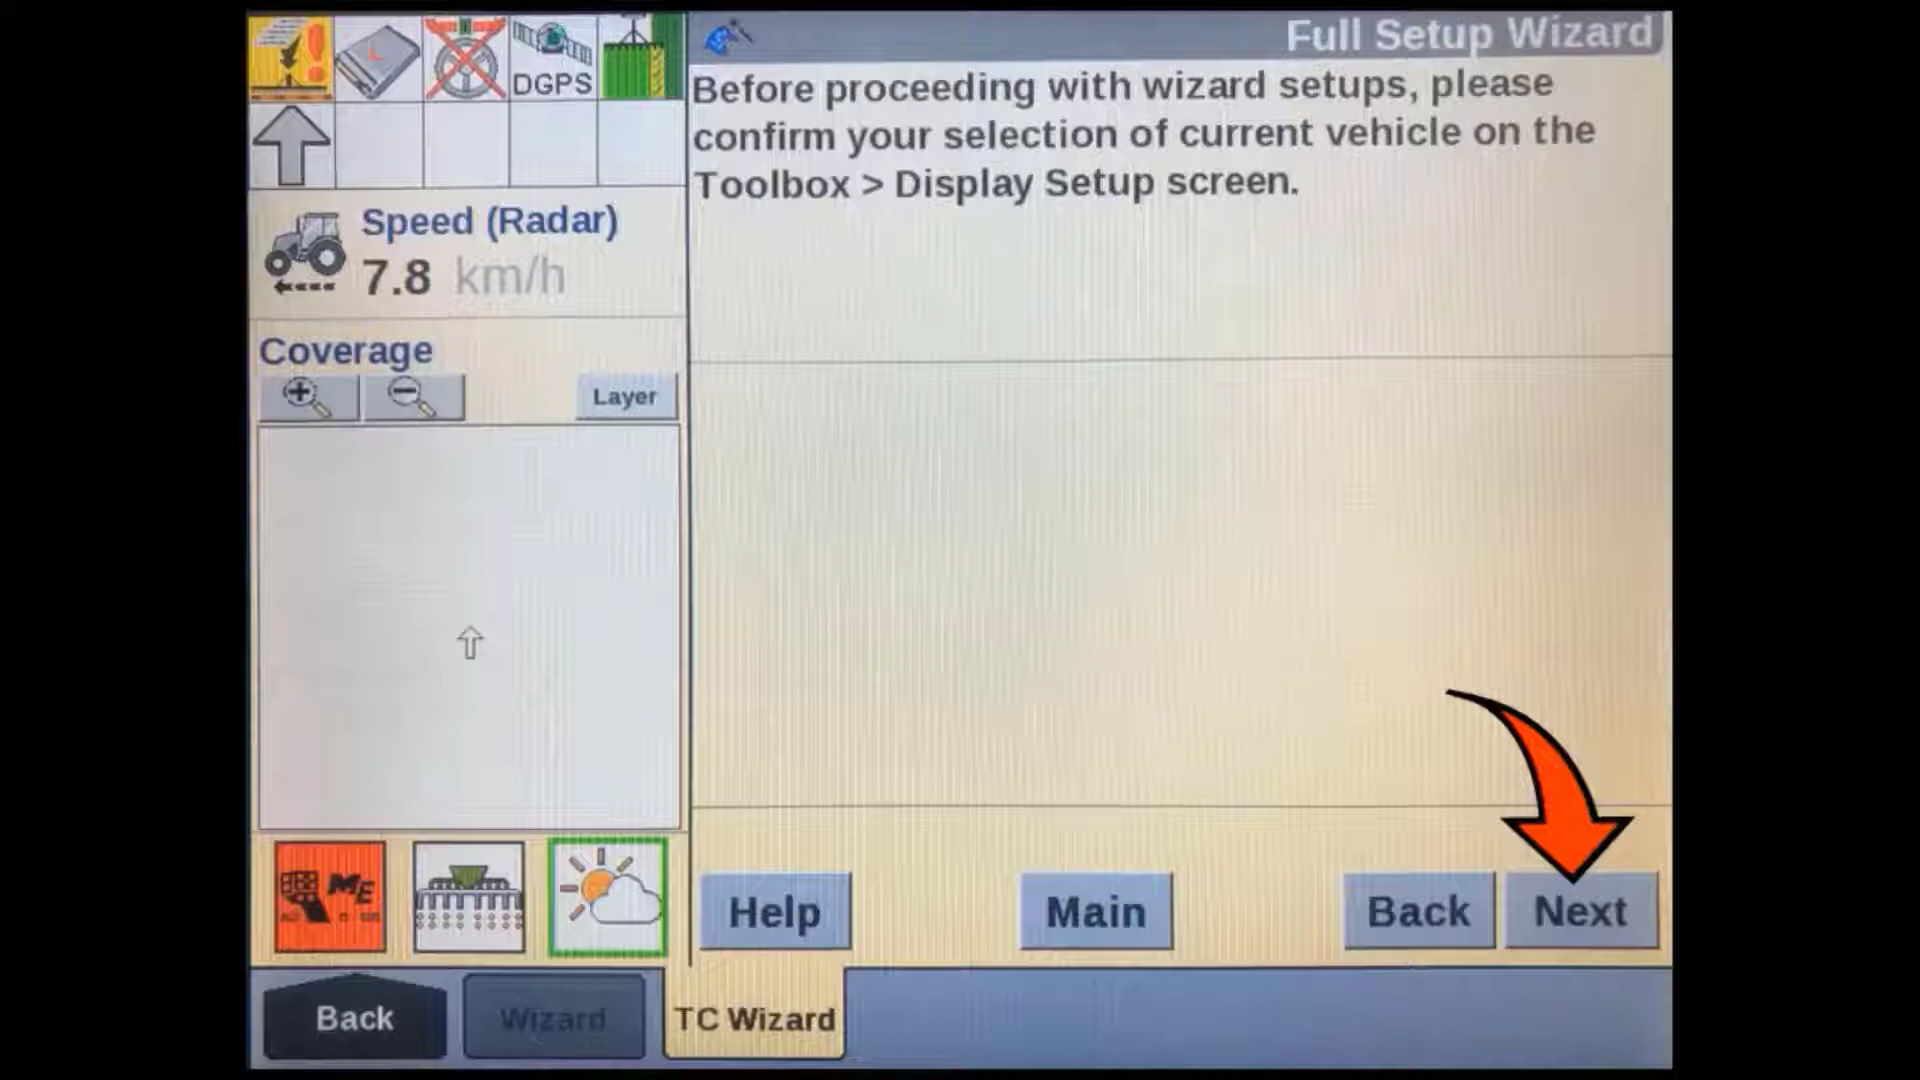 Full Setup Wizard
DGPS
Before proceeding with wizard setups, please
confirm your selection of current vehicle on the
Toolbox > Display Setup screen.
Speed (Radar)
7.8 km/h
Coverage
Layer
ME
Help
Main
Back
Next
Back
Wizard
TC Wizard